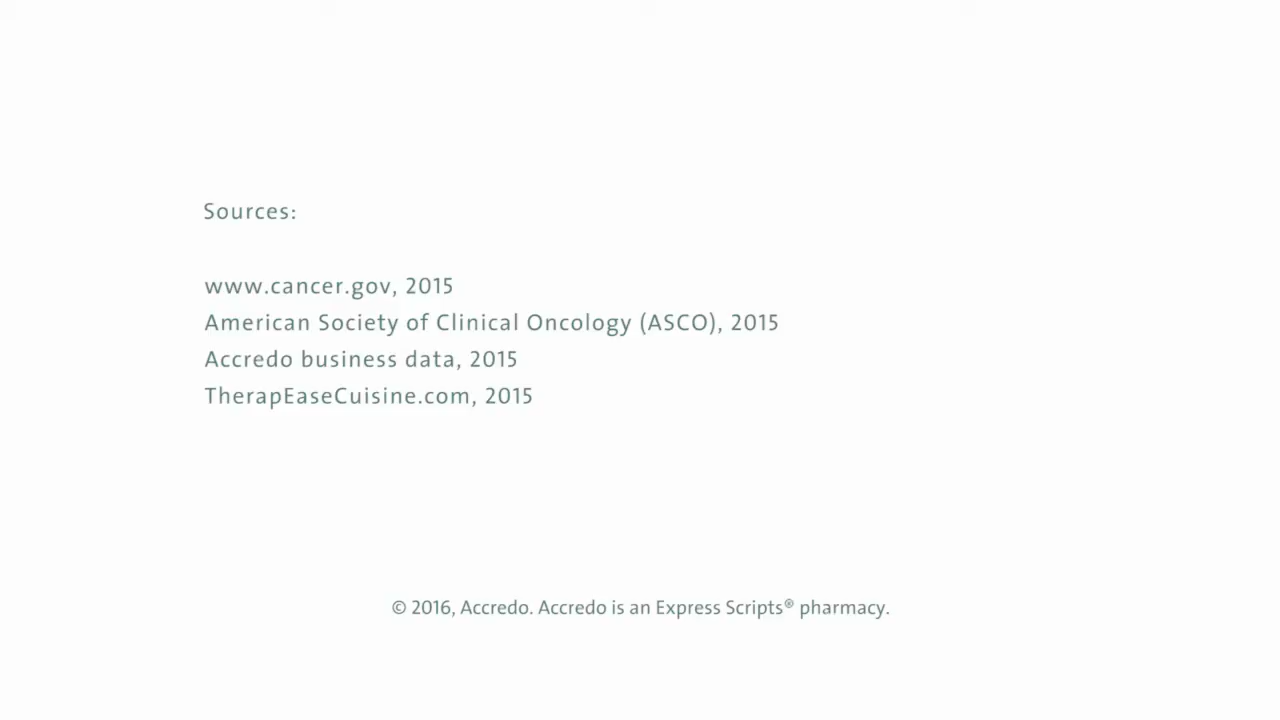 Sources:
www.cancer.gov, 2015
American Society of Clinical Oncology (ASCO), 2015
Accredo business data, 2015
TherapEaseCuisine.com, 2015
© 2016, Accredo. Accredo is an Express Scripts® pharmacy.